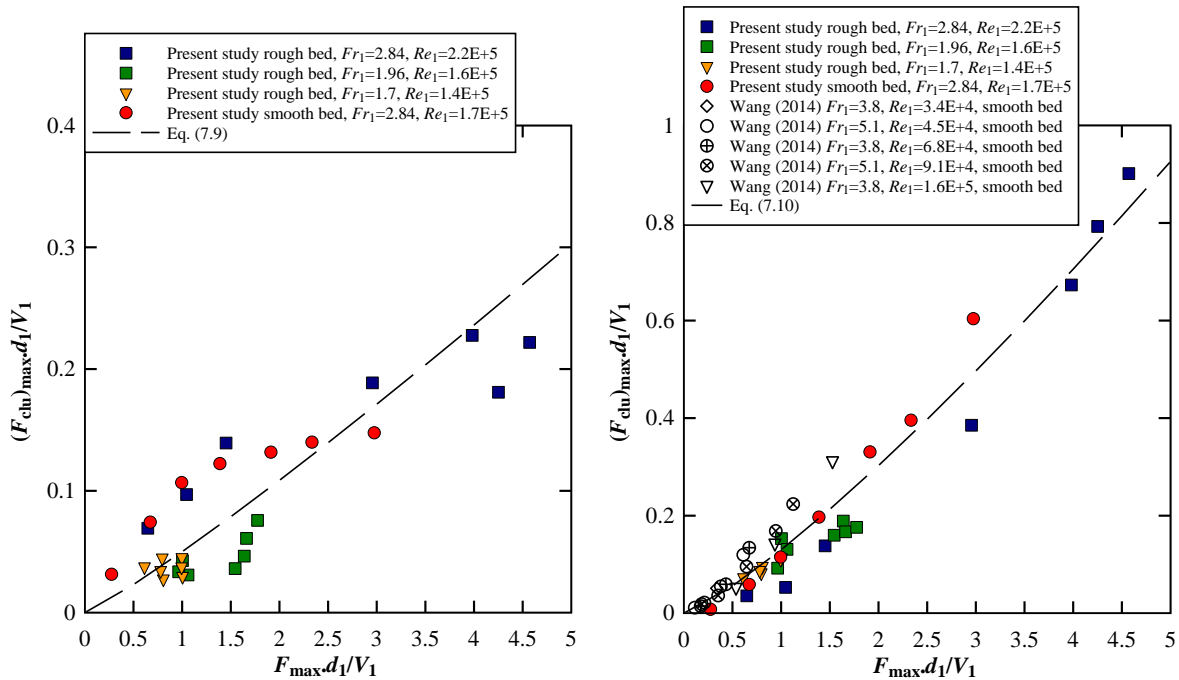 Present study rough bed, Fr1=2.84, Re1=2.2E+5
Present study rough bed, Fr1=1.96, Re1=1.6E+5
Present study rough bed, Fr1=1.7, Re1=1.4E+5
Present study smooth bed, Fr1=2.84, Re1=1.7E+5
Eq. (7.9)
0.4
0.3
0.2
0.1
0
(Fclu)max.d1/V1
0 0.5 1 1.5 2 2.5 3 3.5 4 4.5 5
Fmax.d1/V1
Present study rough bed, Fr1=2.84, Re1=2.2E+5
Present study rough bed, Fr1=1.96, Re1=1.6E+5
Present study rough bed, Fr1=1.7, Re1=1.4E+5
Present study smooth bed, Fr1=2.84, Re1=1.7E+5
Wang (2014) Fr1=3.8, Re1=3.4E+4, smooth bed
Wang (2014) Fr1=5.1, Re1=4.5E+4, smooth bed
Wang (2014) Fr1=3.8, Re1=6.8E+4, smooth bed
Wang (2014) Fr1=5.1, Re1=9.1E+4, smooth bed
Wang (2014) Fr1=3.8, Re1=1.6E+5, smooth bed
Eq. (7.10)
1
0.8
0.6
0.4
0.2
0
(Fclu)max.d1/V1
0 0.5 1 1.5 2 2.5 3 3.5 4 4.5 5
Fmax.d1/V1